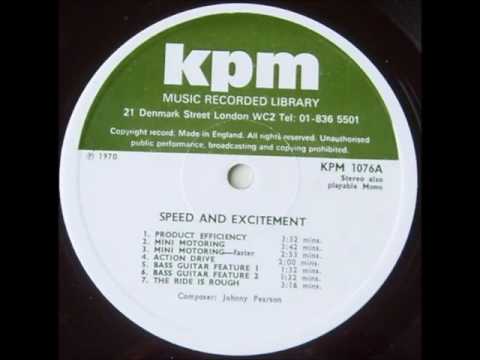 kpm
MUSIC RECORDED LIBRARY
21 Denmark Street London WC2 Tel: 01-836 5501
Copyright record. Made in England. All rights reserved. Unauthorised
public performance, broadcasting and copying prohibited.
℗ 1970
KPM 1076A
Stereo also
playable Mono
SPEED AND EXCITEMENT
1. PRODUCT EFFICIENCY 3:32 mins.
2. MINI MOTORING 3:42 mins.
3. MINI MOTORING—faster 2:53 mins.
4. ACTION DRIVE 2:00 mins.
5. BASS GUITAR FEATURE 1 1:32 mins.
6. BASS GUITAR FEATURE 2 0:32 mins.
7. THE RIDE IS ROUGH 3:16 mins.
Composer: Johnny Pearson